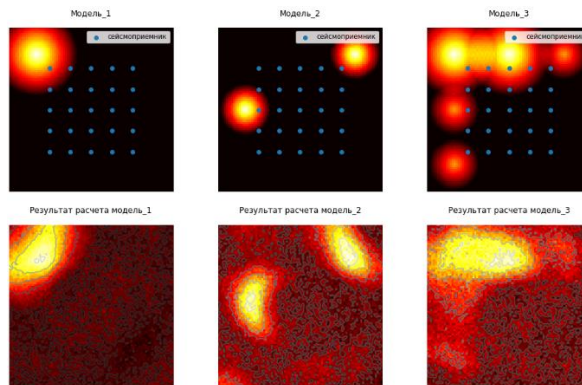 Модель_1
Модель_2
Модель_3
сейсмоприемник
сейсмоприемник
сейсмоприемник
Результат расчета модель_1
Результат расчета модель_2
Результат расчета модель_3